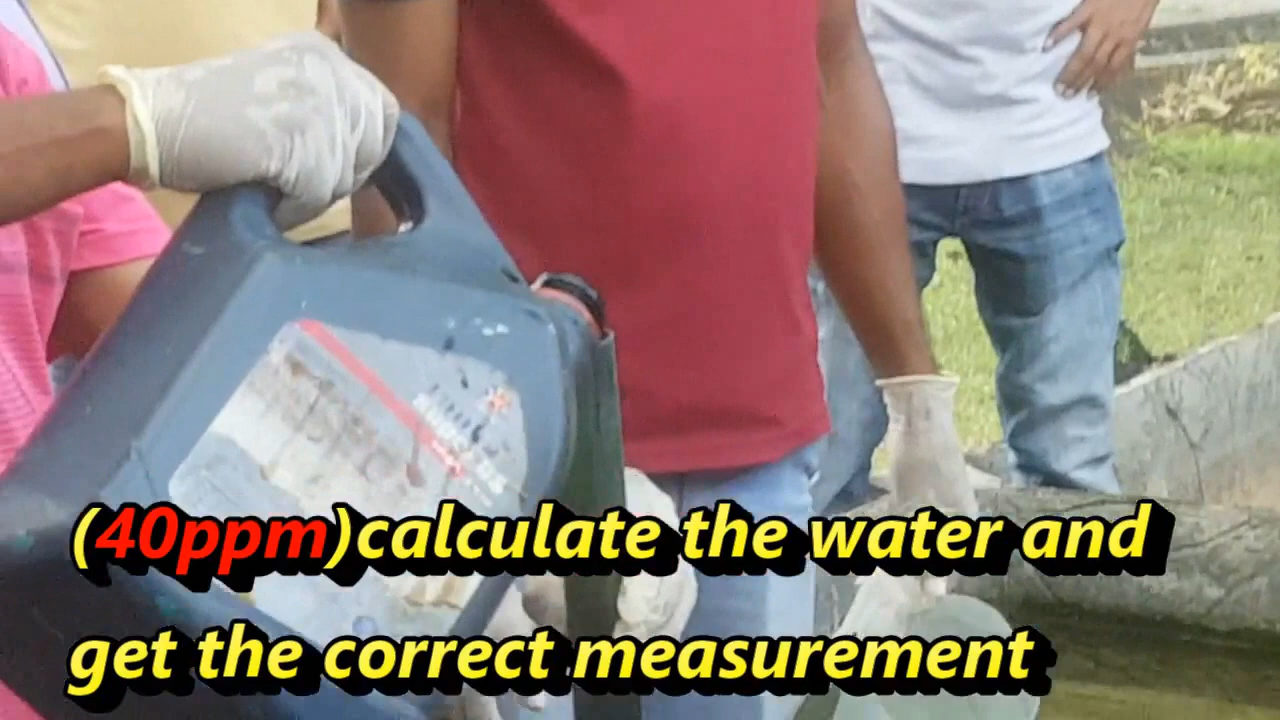 (40ppm)calculate the water and
get the correct measurement